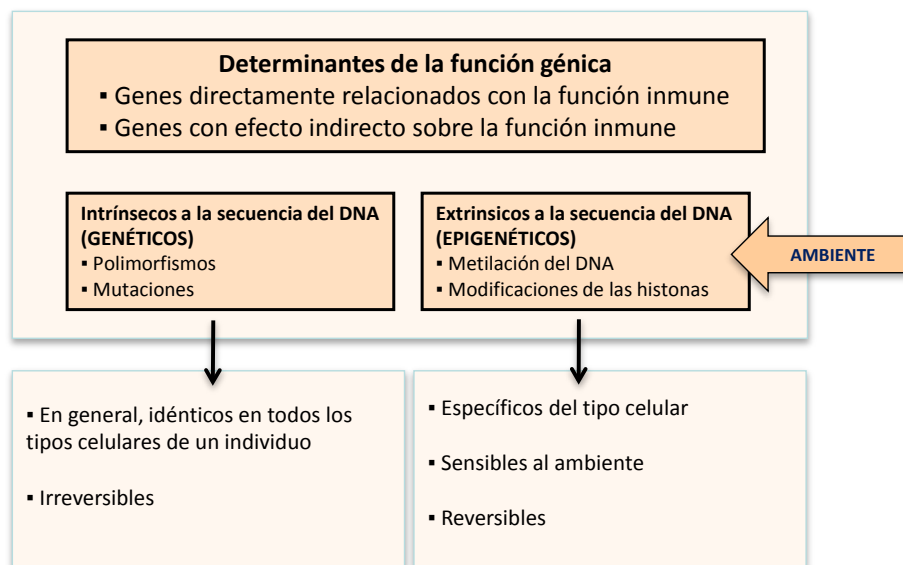 Determinantes de la función génica
▪ Genes directamente relacionados con la función inmune
▪ Genes con efecto indirecto sobre la función inmune
Intrínsecos a la secuencia del DNA
(GENÉTICOS)
▪ Polimorfismos
▪ Mutaciones
Extrinsicos a la secuencia del DNA
(EPIGENÉTICOS)
▪ Metilación del DNA
▪ Modificaciones de las histonas
AMBIENTE
▪ En general, idénticos en todos los
tipos celulares de un individuo
▪ Irreversibles
▪ Específicos del tipo celular
▪ Sensibles al ambiente
▪ Reversibles